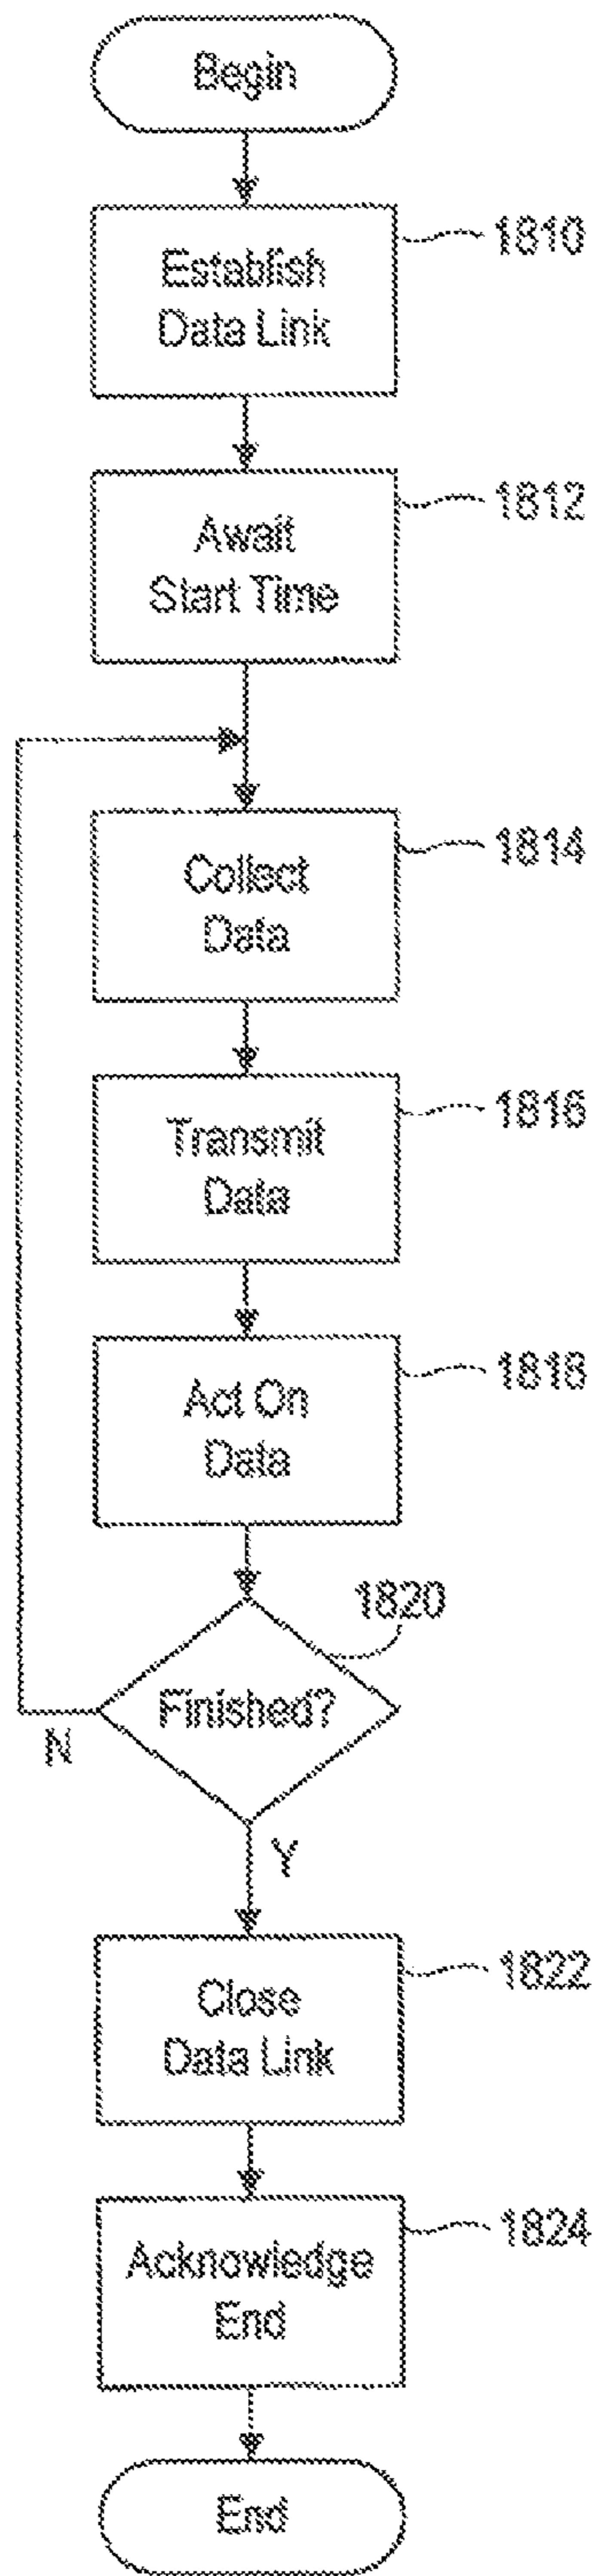 Begin
1810
Establish
Data Link
1812
Await
Start Time
1814
Collect
Data
1816
Transmit
Data
1818
Act On
Data
1820
Finished?
N
Y
1822
Close
Data Link
1824
Acknowledge
End
End